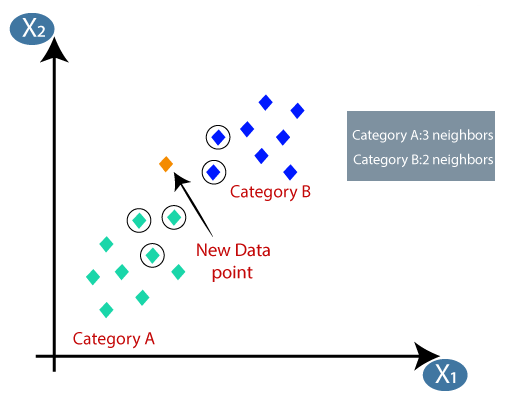 X2
Category A:3 neighbors
Category B:2 neighbors
Category B
New Data
point
Category A
X1